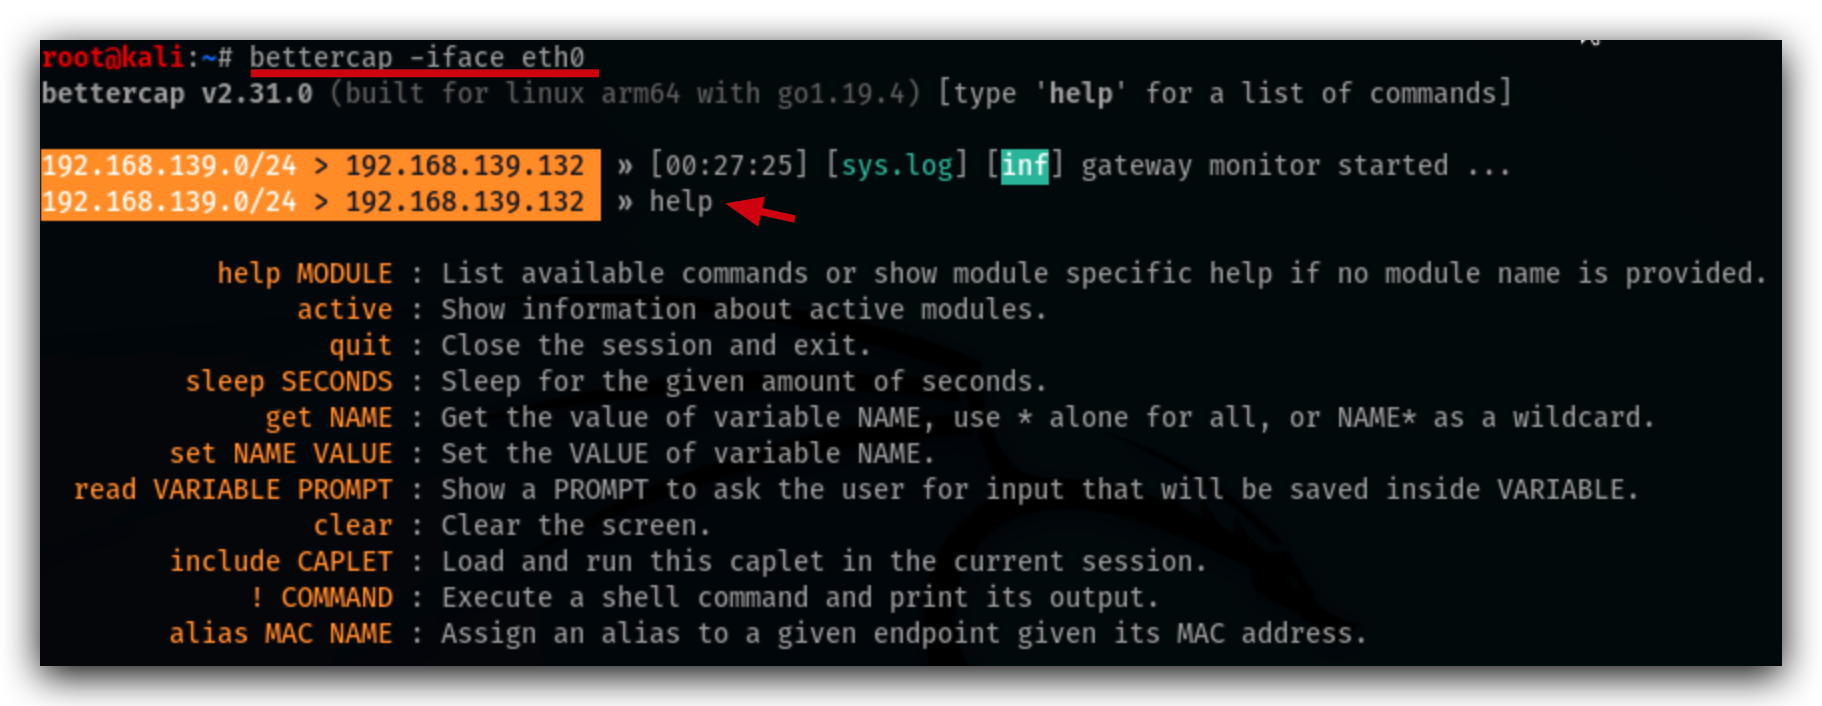 root@kali:~# bettercap -iface eth0
bettercap v2.31.0 (built for linux arm64 with go1.19.4) [type 'help' for a list of commands]
192.168.139.0/24 > 192.168.139.132 » [00:27:25] [sys.log] [inf] gateway monitor started ...
192.168.139.0/24 > 192.168.139.132 » help
help MODULE : List available commands or show module specific help if no module name is provided.
active : Show information about active modules.
quit : Close the session and exit.
sleep SECONDS : Sleep for the given amount of seconds.
get NAME : Get the value of variable NAME, use * alone for all, or NAME* as a wildcard.
set NAME VALUE : Set the VALUE of variable NAME.
read VARIABLE PROMPT : Show a PROMPT to ask the user for input that will be saved inside VARIABLE.
clear : Clear the screen.
include CAPLET : Load and run this caplet in the current session.
! COMMAND : Execute a shell command and print its output.
alias MAC NAME : Assign an alias to a given endpoint given its MAC address.